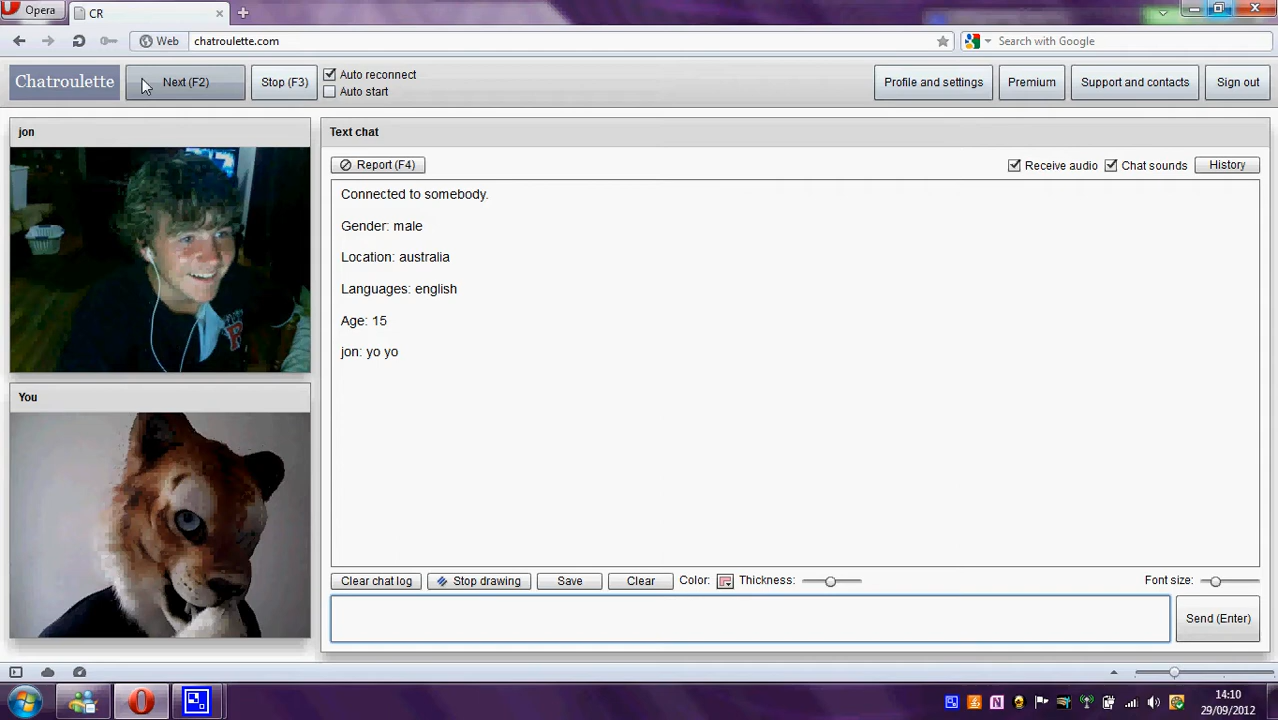 Opera
CR
Web
chatroulette.com
Search with Google
Chatroulette
Next (F2)
Stop (F3)
Auto reconnect
Auto start
Profile and settings
Premium
Support and contacts
Sign out
jon
Text chat
Report (F4)
Receive audio
Chat sounds
History
Connected to somebody.
Gender: male
Location: australia
Languages: english
Age: 15
jon: yo yo
You
Clear chat log
Stop drawing
Save
Clear
Color:
Thickness:
Font size:
Send (Enter)
14:10
29/09/2012